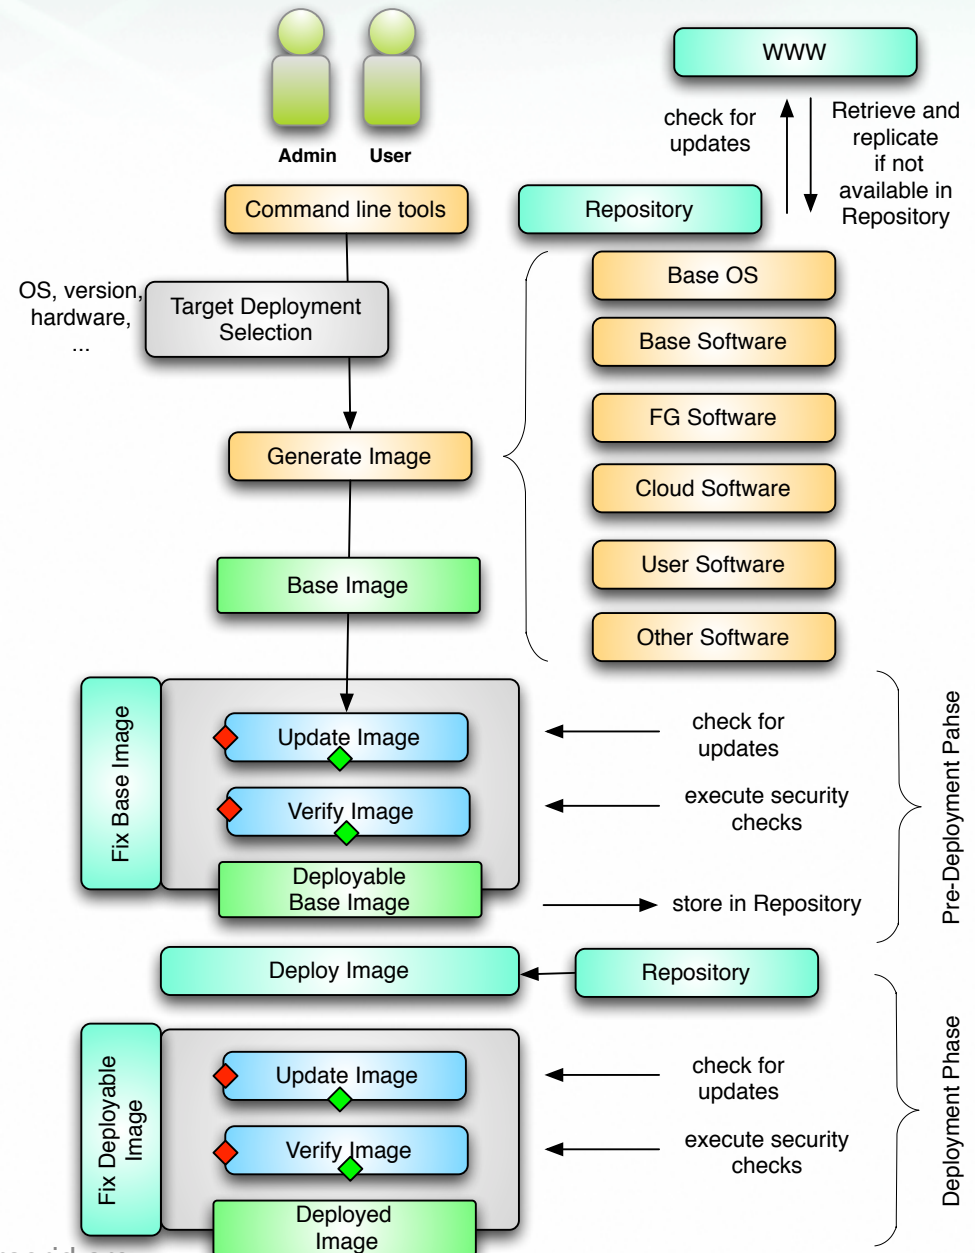 WWW
check for
updates
Retrieve and
replicate
if not
available in
Repository
Admin
User
Command line tools
Repository
OS, version,
hardware,
...
Target Deployment
Selection
Base OS
Base Software
FG Software
Cloud Software
User Software
Other Software
Generate Image
Base Image
Fix Base Image
Update Image
check for
updates
Verify Image
execute security
checks
Deployable
Base Image
store in Repository
Pre-Deployment Pahse
Deploy Image
Repository
Fix Deployable
Image
Update Image
check for
updates
Verify Image
execute security
checks
Deployed
Image
Deployment Phase